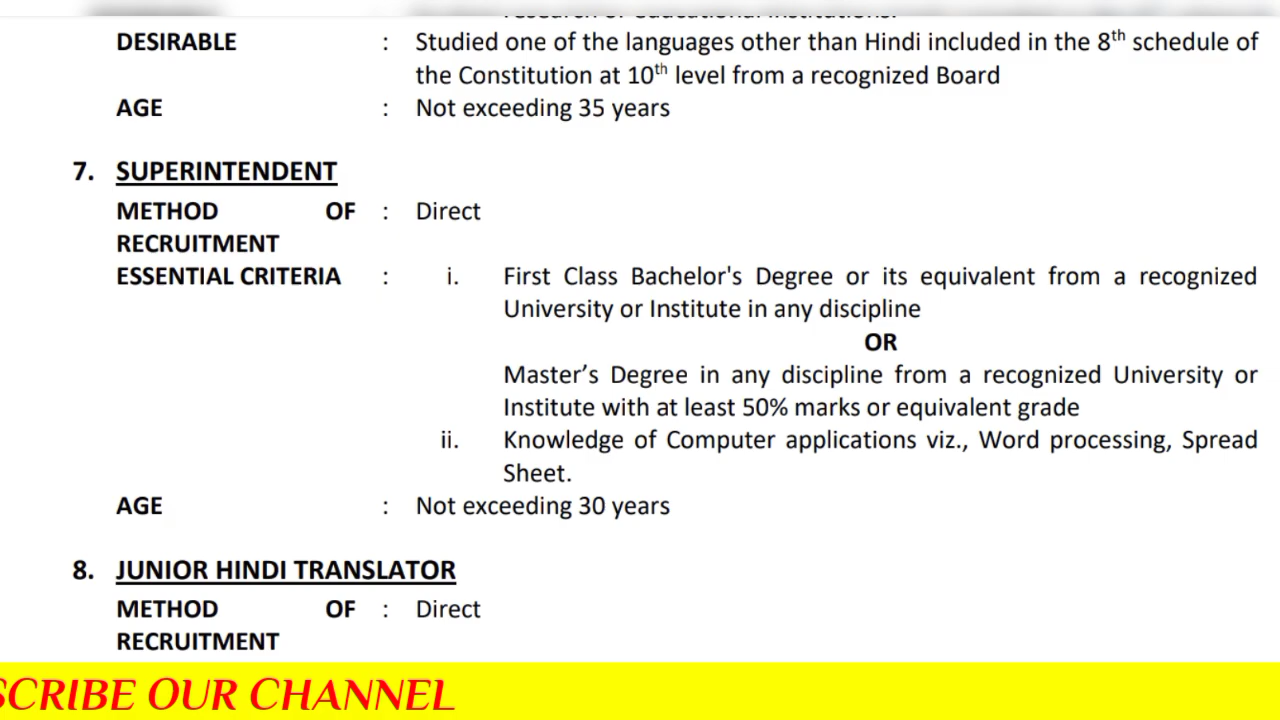 research or educational institutions.
DESIRABLE : Studied one of the languages other than Hindi included in the 8th schedule of
the Constitution at 10th level from a recognized Board
AGE : Not exceeding 35 years
7. SUPERINTENDENT
METHOD OF : Direct
RECRUITMENT
ESSENTIAL CRITERIA : i. First Class Bachelor's Degree or its equivalent from a recognized
University or Institute in any discipline
OR
Master’s Degree in any discipline from a recognized University or
Institute with at least 50% marks or equivalent grade
ii. Knowledge of Computer applications viz., Word processing, Spread
Sheet.
AGE : Not exceeding 30 years
8. JUNIOR HINDI TRANSLATOR
METHOD OF : Direct
RECRUITMENT
SCRIBE OUR CHANNEL